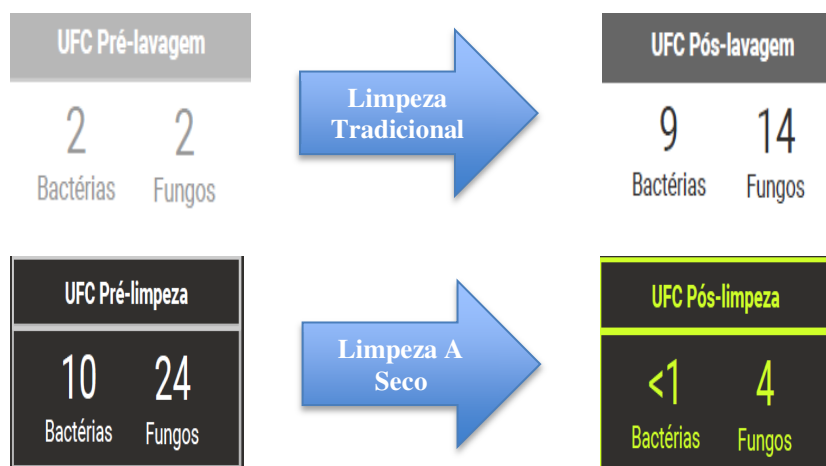 UFC Pré-lavagem
2 2
Bactérias Fungos
Limpeza
Tradicional
UFC Pós-lavagem
9 14
Bactérias Fungos
UFC Pré-limpeza
10 24
Bactérias Fungos
Limpeza A
Seco
UFC Pós-limpeza
<1 4
Bactérias Fungos